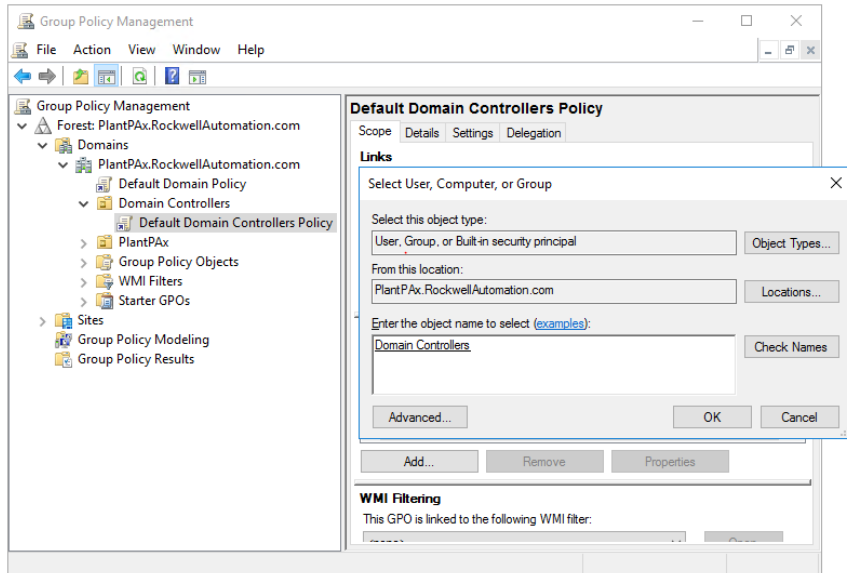 Group Policy Management
File Action View Window Help
Group Policy Management
Forest: PlantPAx.RockwellAutomation.com
Domains
PlantPAx.RockwellAutomation.com
Default Domain Policy
Domain Controllers
Default Domain Controllers Policy
PlantPAx
Group Policy Objects
WMI Filters
Starter GPOs
Sites
Group Policy Modeling
Group Policy Results
Default Domain Controllers Policy
Scope Details Settings Delegation
Links
Select User, Computer, or Group
Select this object type:
User, Group, or Built-in security principal
Object Types...
From this location:
PlantPAx.RockwellAutomation.com
Locations...
Enter the object name to select (examples):
Domain Controllers
Check Names
Advanced...
OK
Cancel
Add...
Remove
Properties
WMI Filtering
This GPO is linked to the following WMI filter: